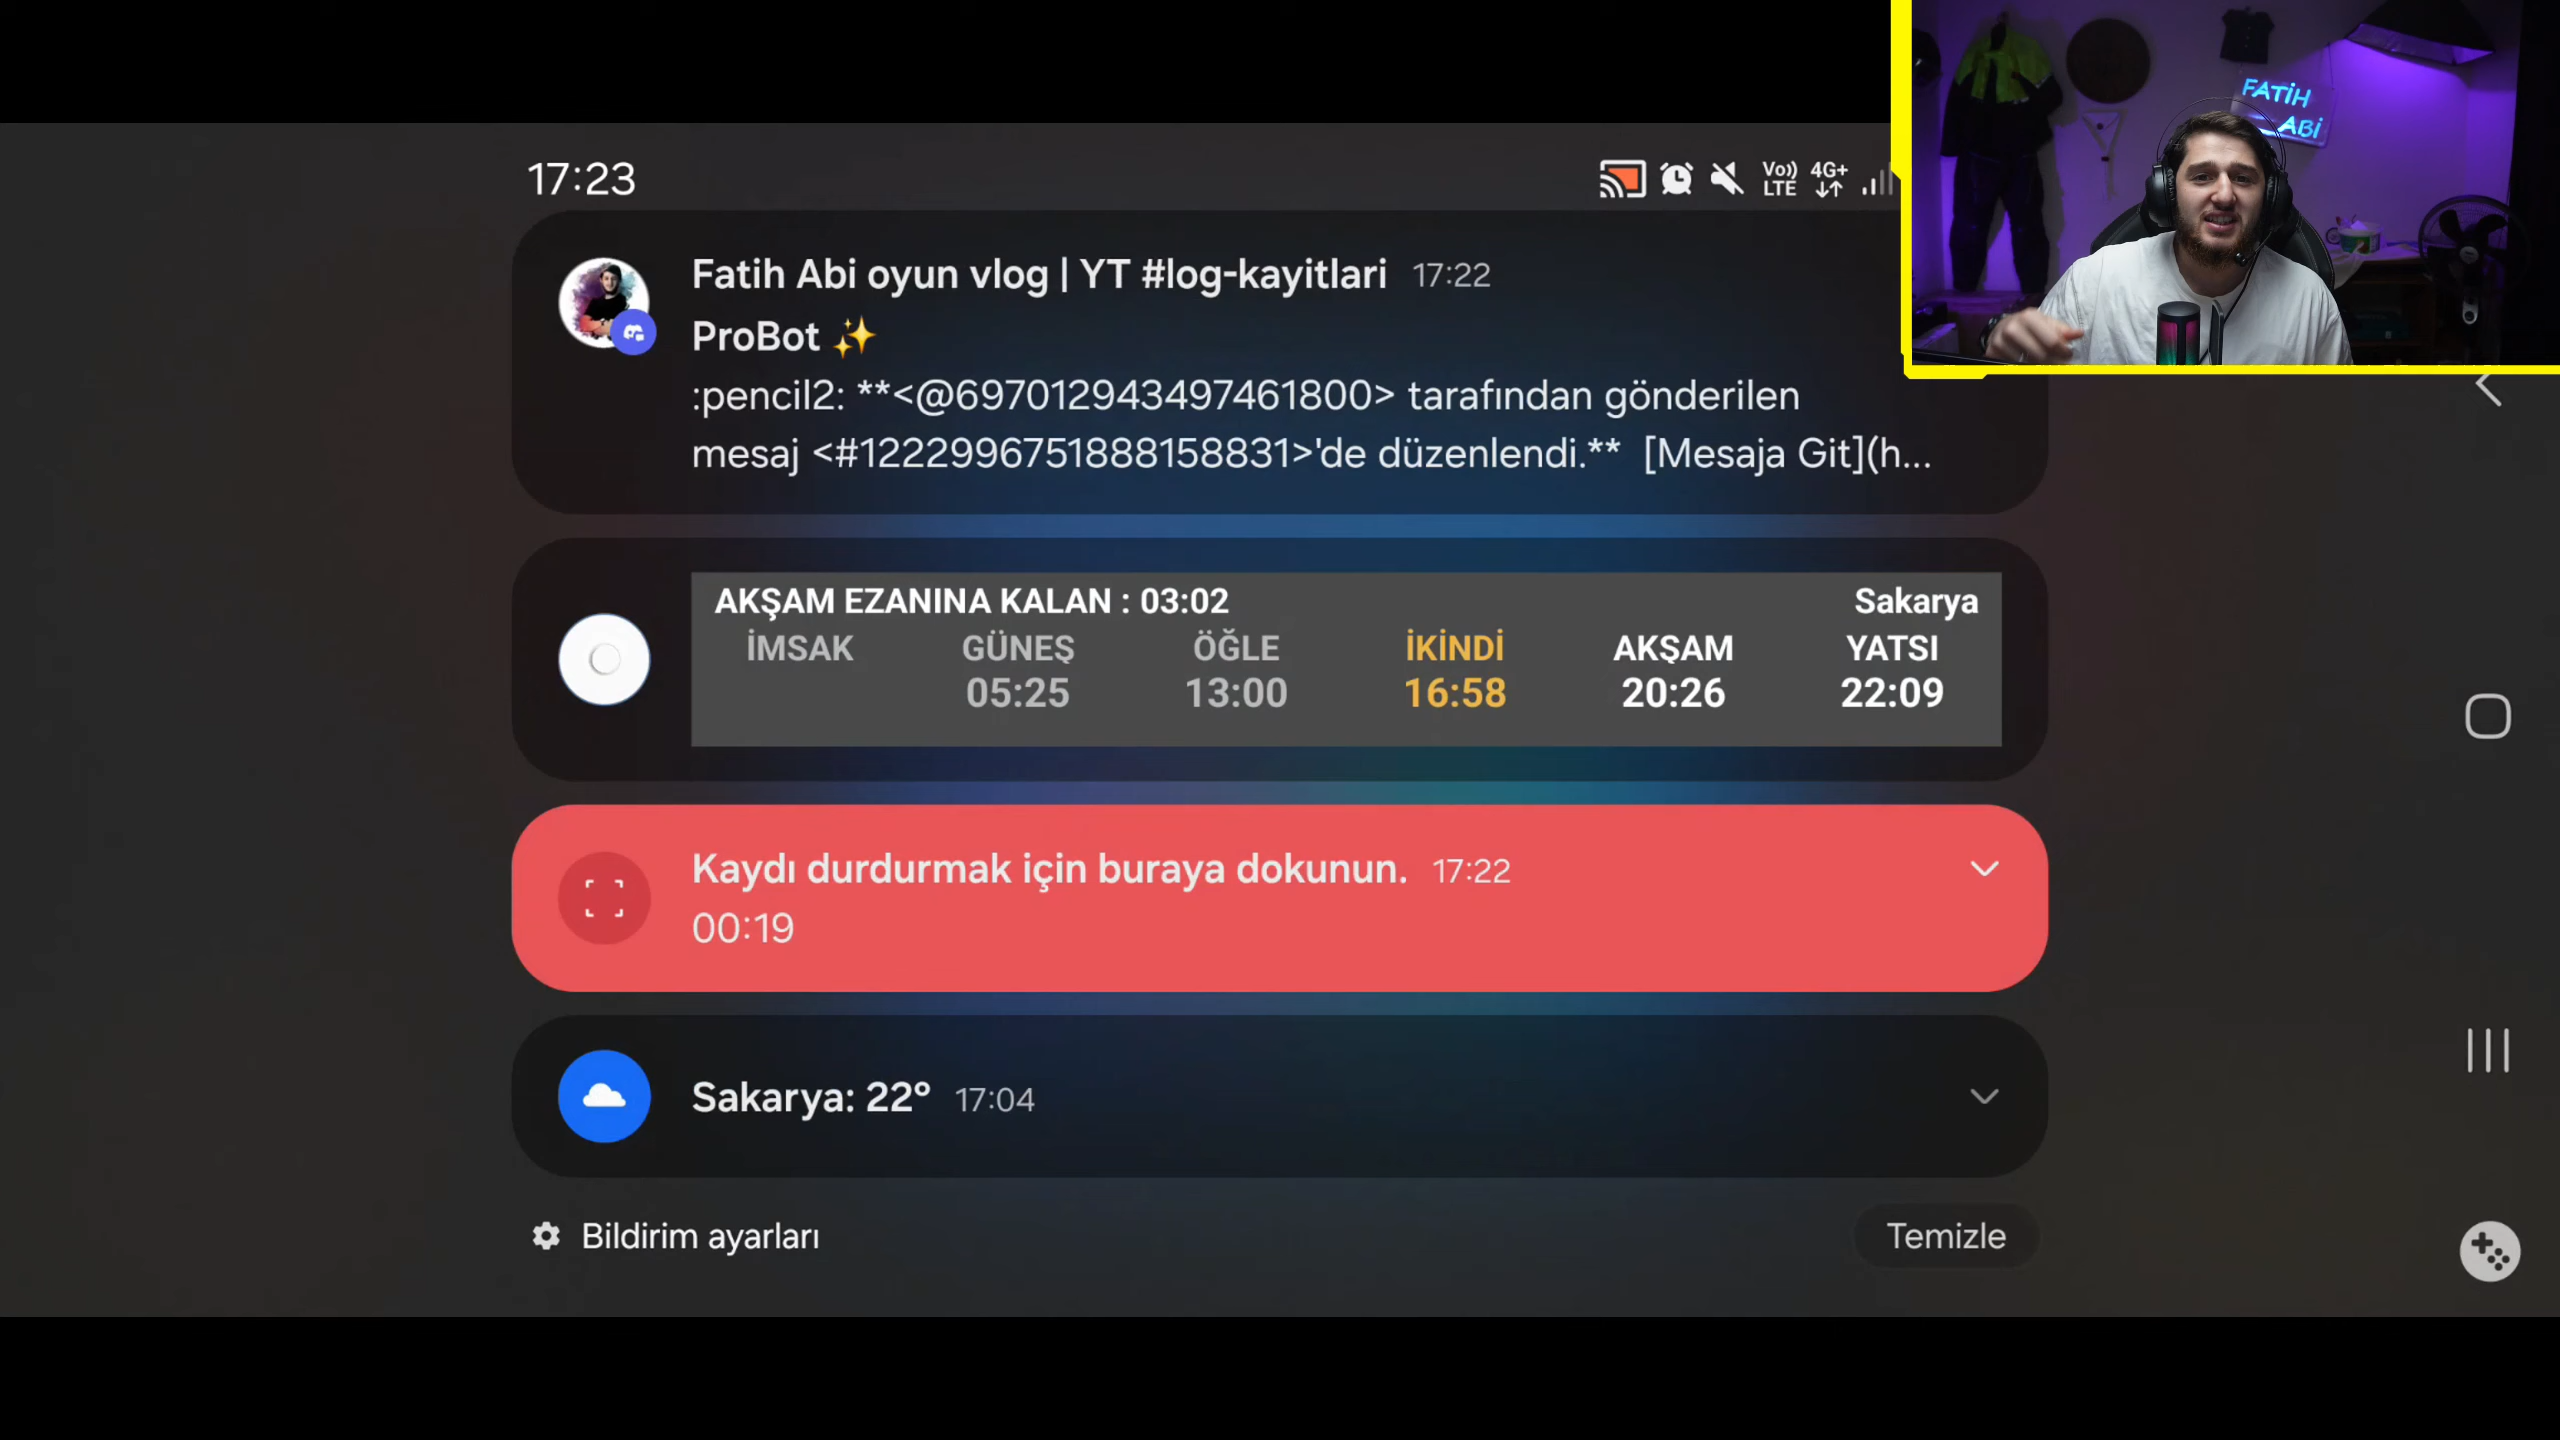 17:23
Vo)) LTE 4G+
FATİH
ABİ
Fatih Abi oyun vlog | YT #log-kayitlari 17:22
ProBot ✨
:pencil2: **<@697012943497461800> tarafından gönderilen
mesaj <#1222996751888158831>'de düzenlendi.** [Mesaja Git](h...
AKŞAM EZANINA KALAN : 03:02 Sakarya
İMSAK GÜNEŞ ÖĞLE İKİNDİ AKŞAM YATSI
05:25 13:00 16:58 20:26 22:09
Kaydı durdurmak için buraya dokunun. 17:22
00:19
Sakarya: 22° 17:04
Bildirim ayarları Temizle